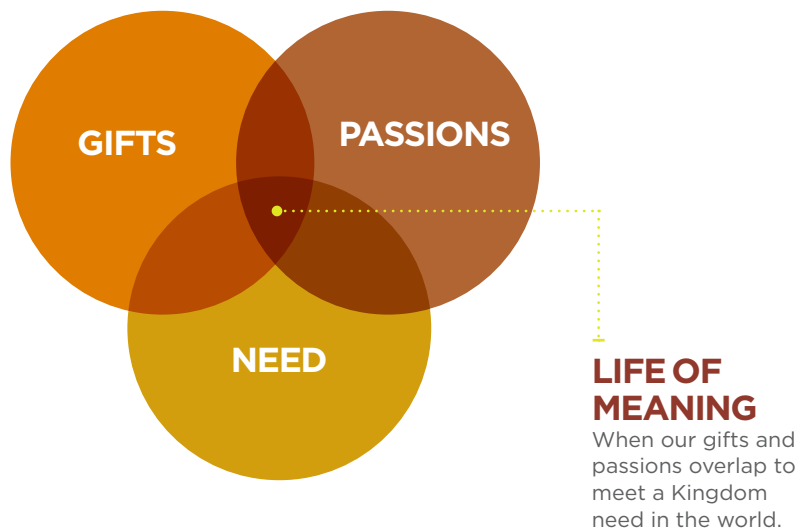 GIFTS
PASSIONS
NEED
LIFE OF
MEANING
When our gifts and
passions overlap to
meet a Kingdom
need in the world.